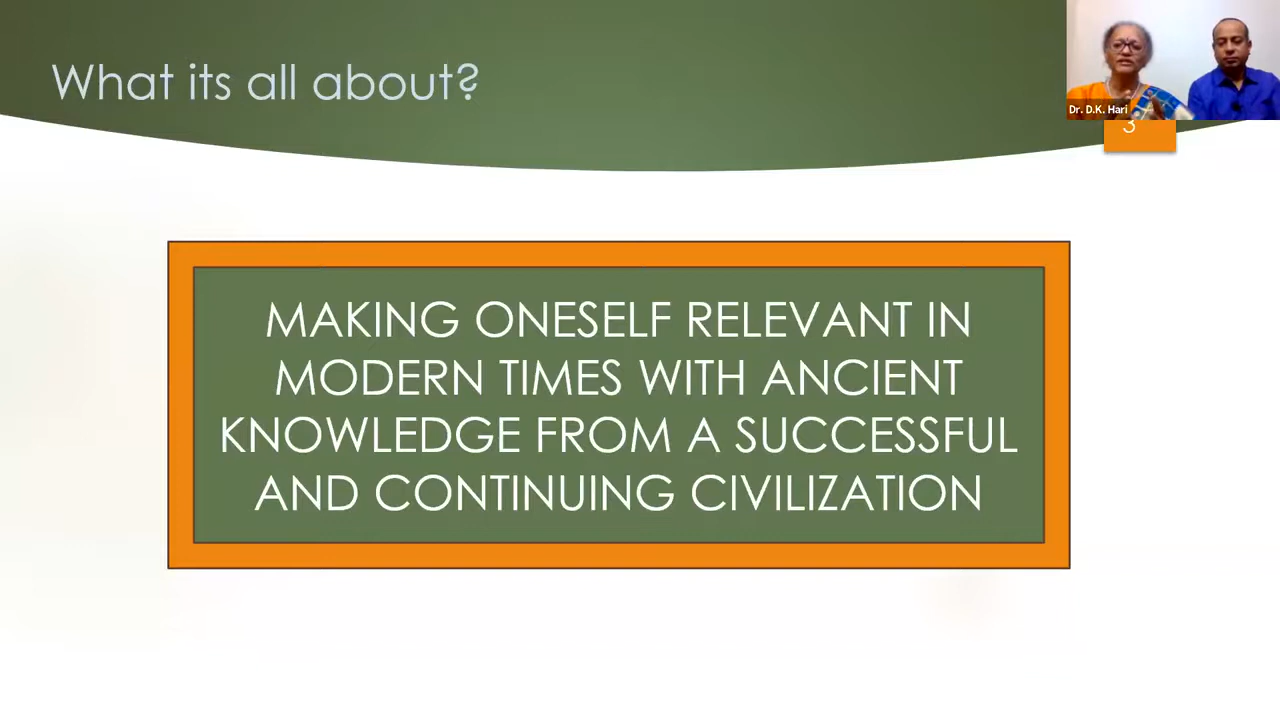 What its all about?
Dr. D.K. Hari
3
MAKING ONESELF RELEVANT IN
MODERN TIMES WITH ANCIENT
KNOWLEDGE FROM A SUCCESSFUL
AND CONTINUING CIVILIZATION